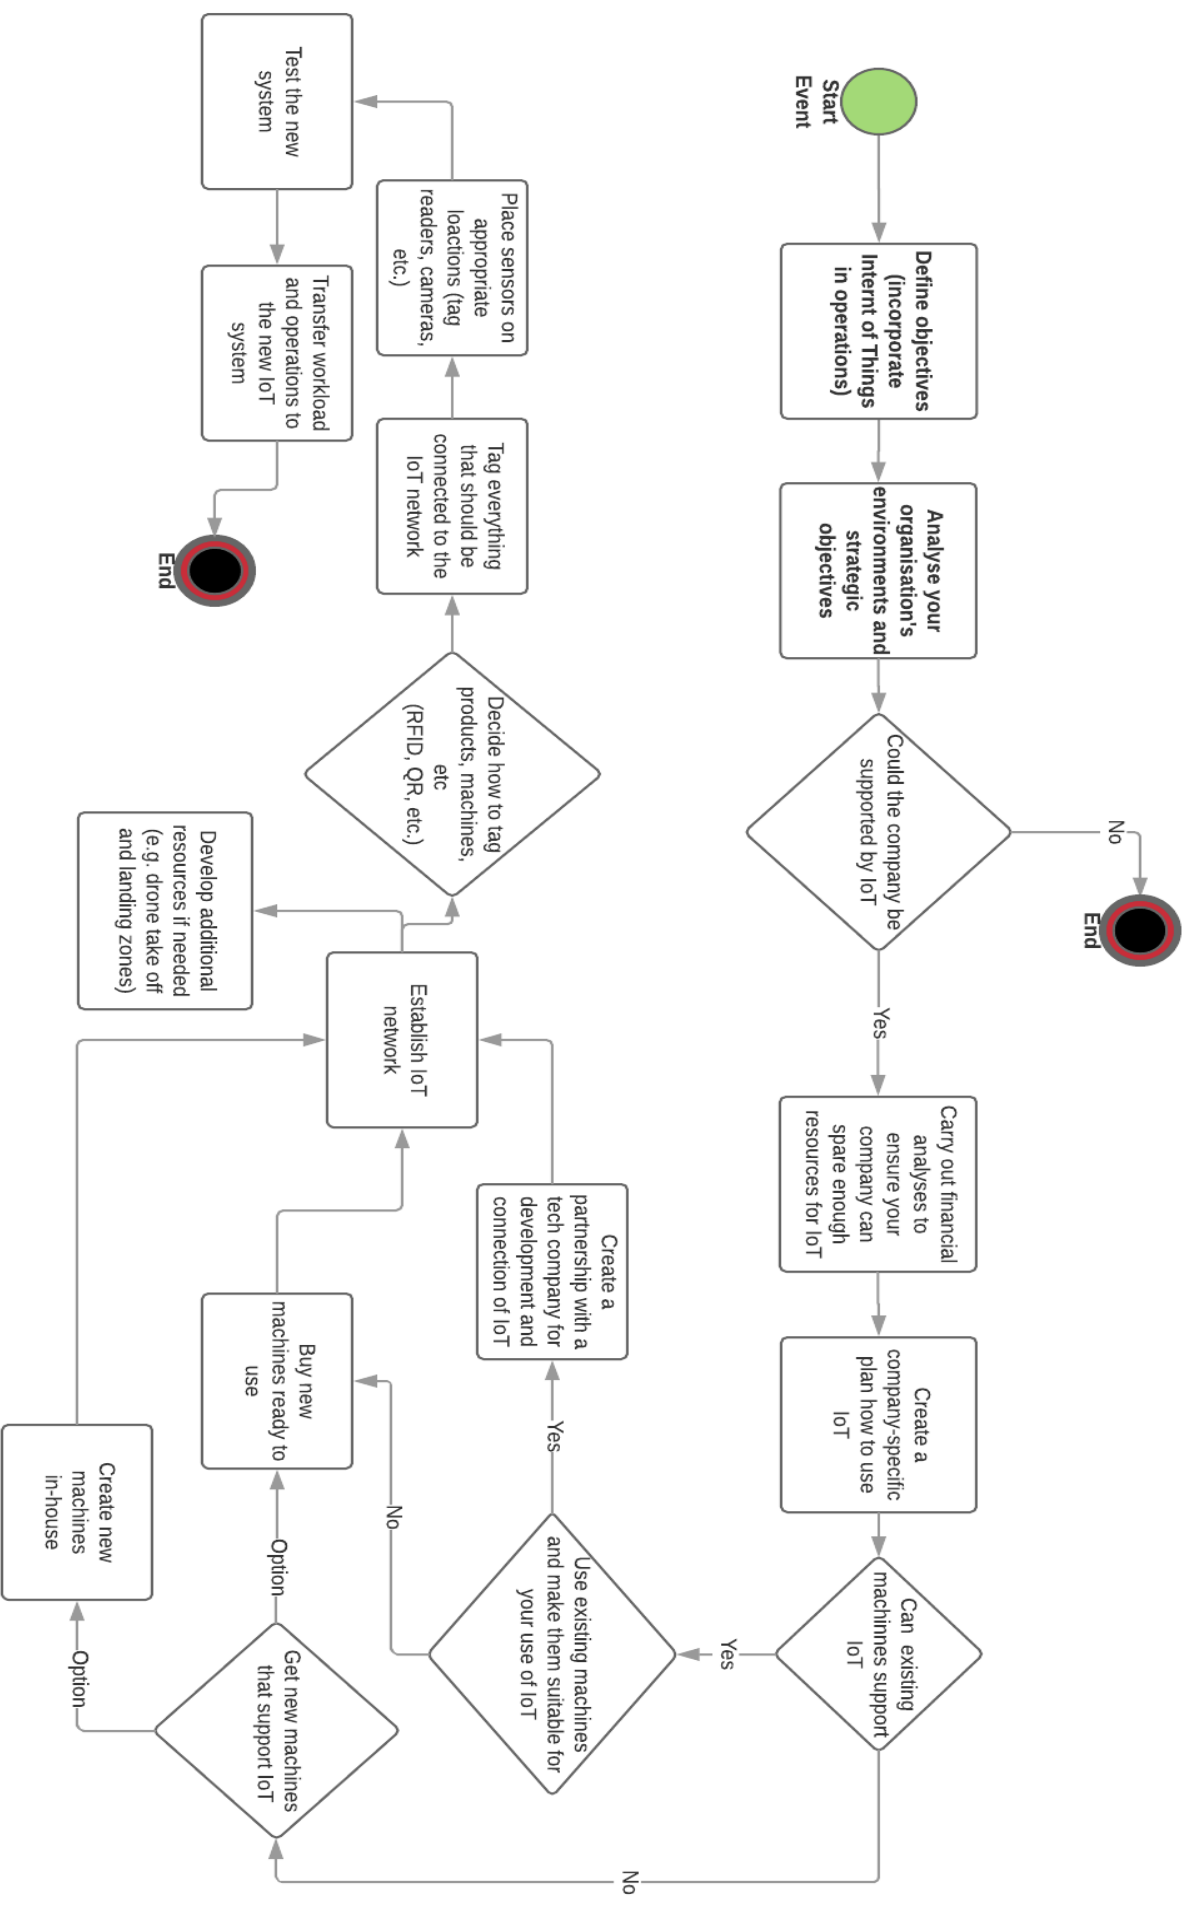 Start
Event
Define objectives
(incorporate
Internt of Things
in operations)
Analyse your
organisation's
environments and
strategic
objectives
Could the company be
supported by IoT
No
End
Yes
Carry out financial
analyses to
ensure your
company can
spare enough
resources for IoT
Create a
company-specific
plan how to use
IoT
Can existing
machinnes support
IoT
Yes
No
Use existing machines
and make them suitable for
your use of IoT
Yes
No
Create a
partnership with a
tech company for
development and
connection of IoT
Get new machines
that support IoT
Option
Option
Buy new
machines ready to
use
Create new
machines
in-house
Establish IoT
network
Develop additional
resources if needed
(e.g. drone take off
and landing zones)
Decide how to tag
products, machines,
etc
(RFID, QR, etc.)
Tag everything
that should be
connected to the
IoT network
Place sensors on
appropriate
loactions (tag
readers, cameras,
etc.)
Test the new
system
Transfer workload
and operations to
the new IoT
system
End